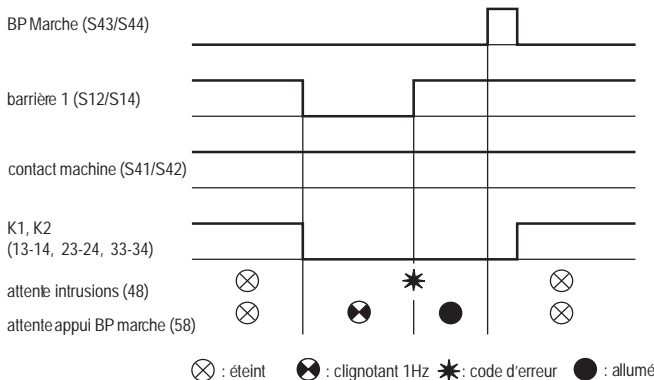 BP Marche (S43/S44)
barrière 1 (S12/S14)
contact machine (S41/S42)
K1, K2
(13-14, 23-24, 33-34)
attente intrusions (48)
attente appui BP marche (58)
: éteint : clignotant 1Hz : code d'erreur : allumé